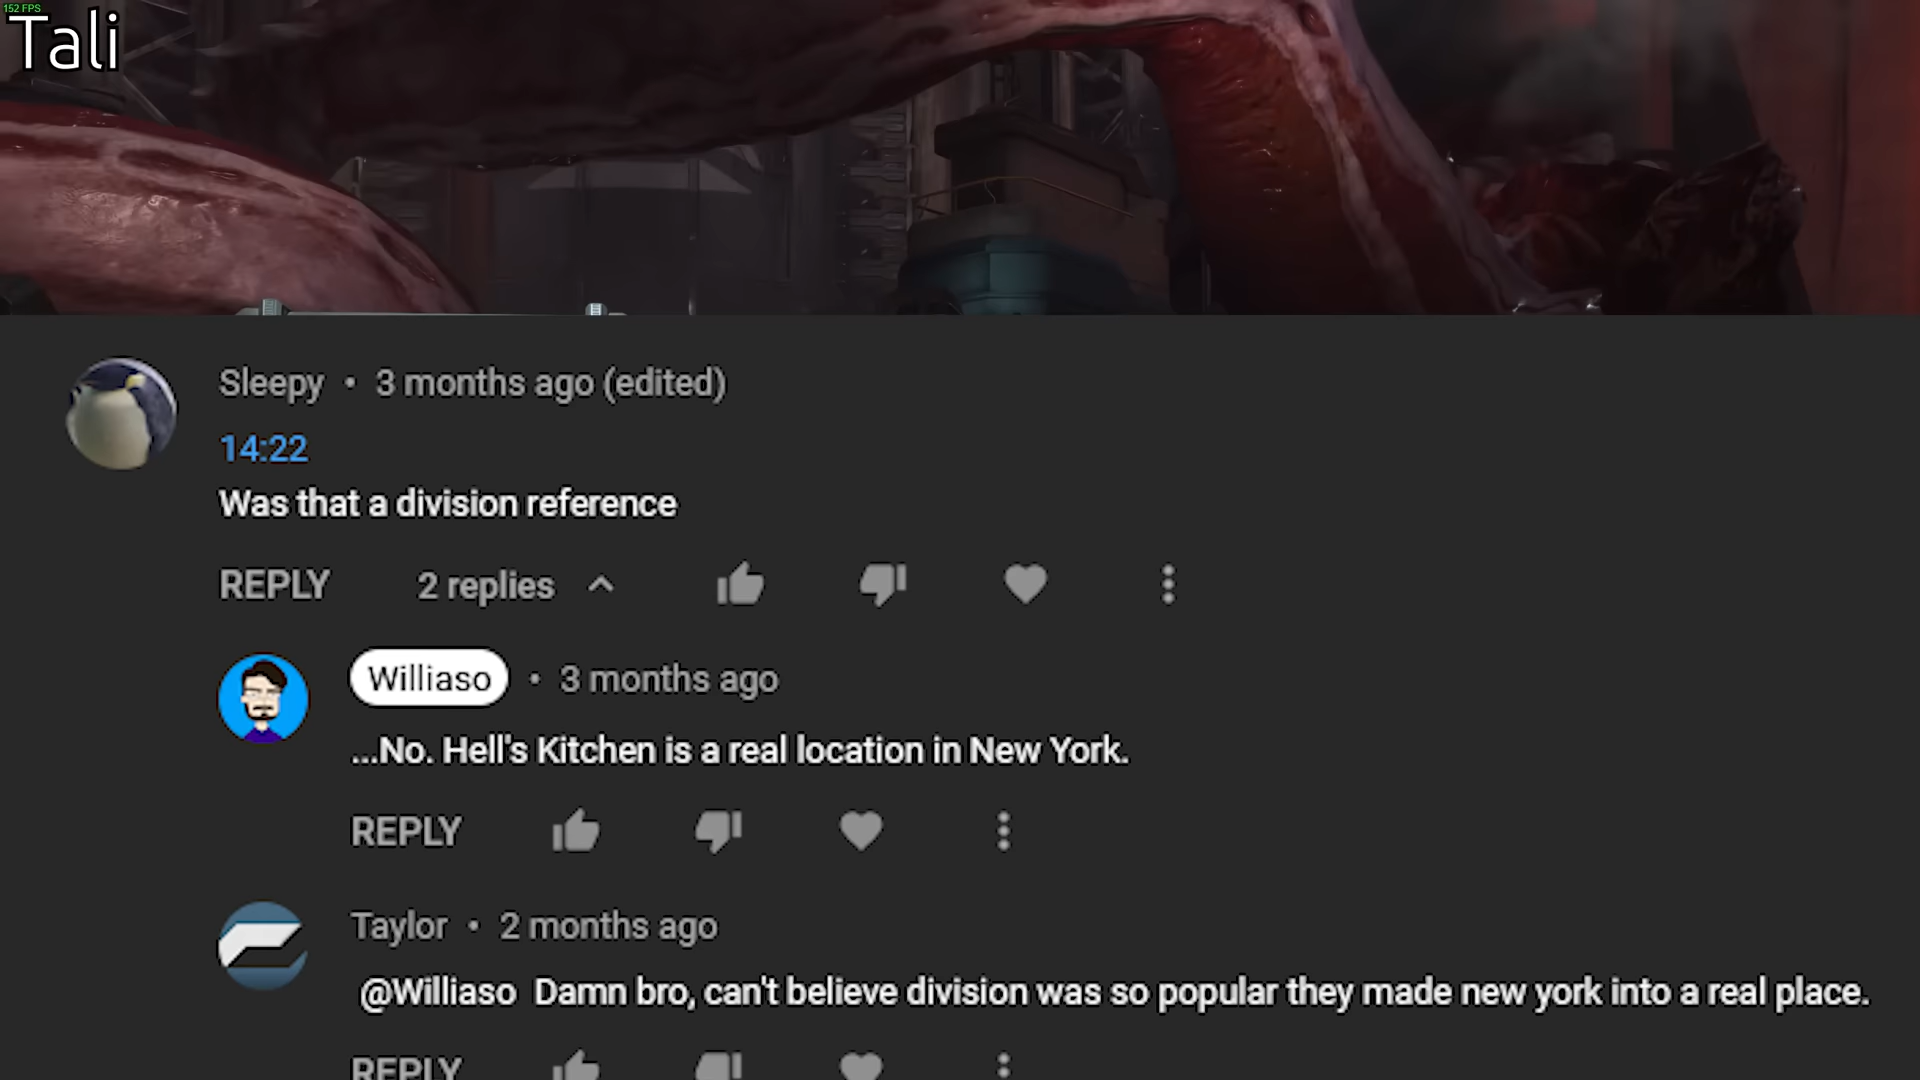 152 FPS
Tali
Sleepy • 3 months ago (edited)
14:22
Was that a division reference
REPLY 2 replies
Williaso • 3 months ago
...No. Hell's Kitchen is a real location in New York.
REPLY
Taylor • 2 months ago
@Williaso Damn bro, can't believe division was so popular they made new york into a real place.
REPLY